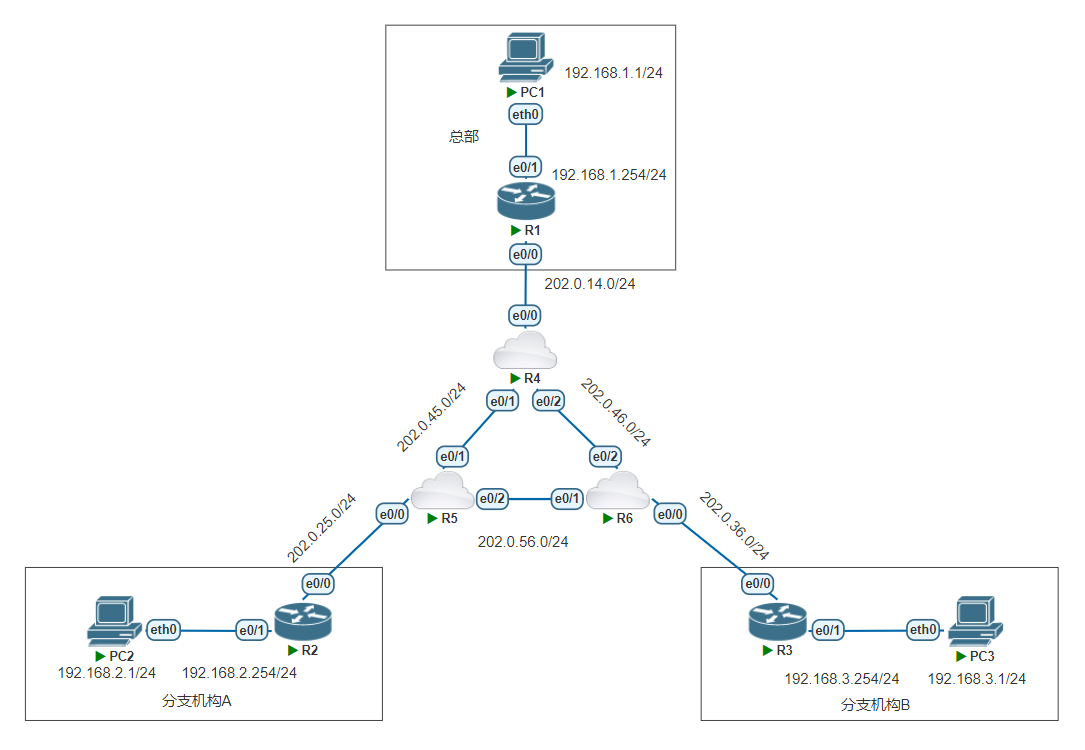 192.168.1.1/24
PC1
eth0
总部
e0/1
192.168.1.254/24
R1
e0/0
202.0.14.0/24
e0/0
R4
e0/1
e0/2
202.0.45.0/24
202.0.46.0/24
e0/1
e0/2
e0/2
e0/1
R5
R6
e0/0
e0/0
202.0.56.0/24
202.0.25.0/24
202.0.36.0/24
e0/0
e0/0
eth0
e0/1
R2
PC2
192.168.2.1/24
192.168.2.254/24
分支机构A
e0/1
eth0
R3
PC3
192.168.3.254/24
192.168.3.1/24
分支机构B